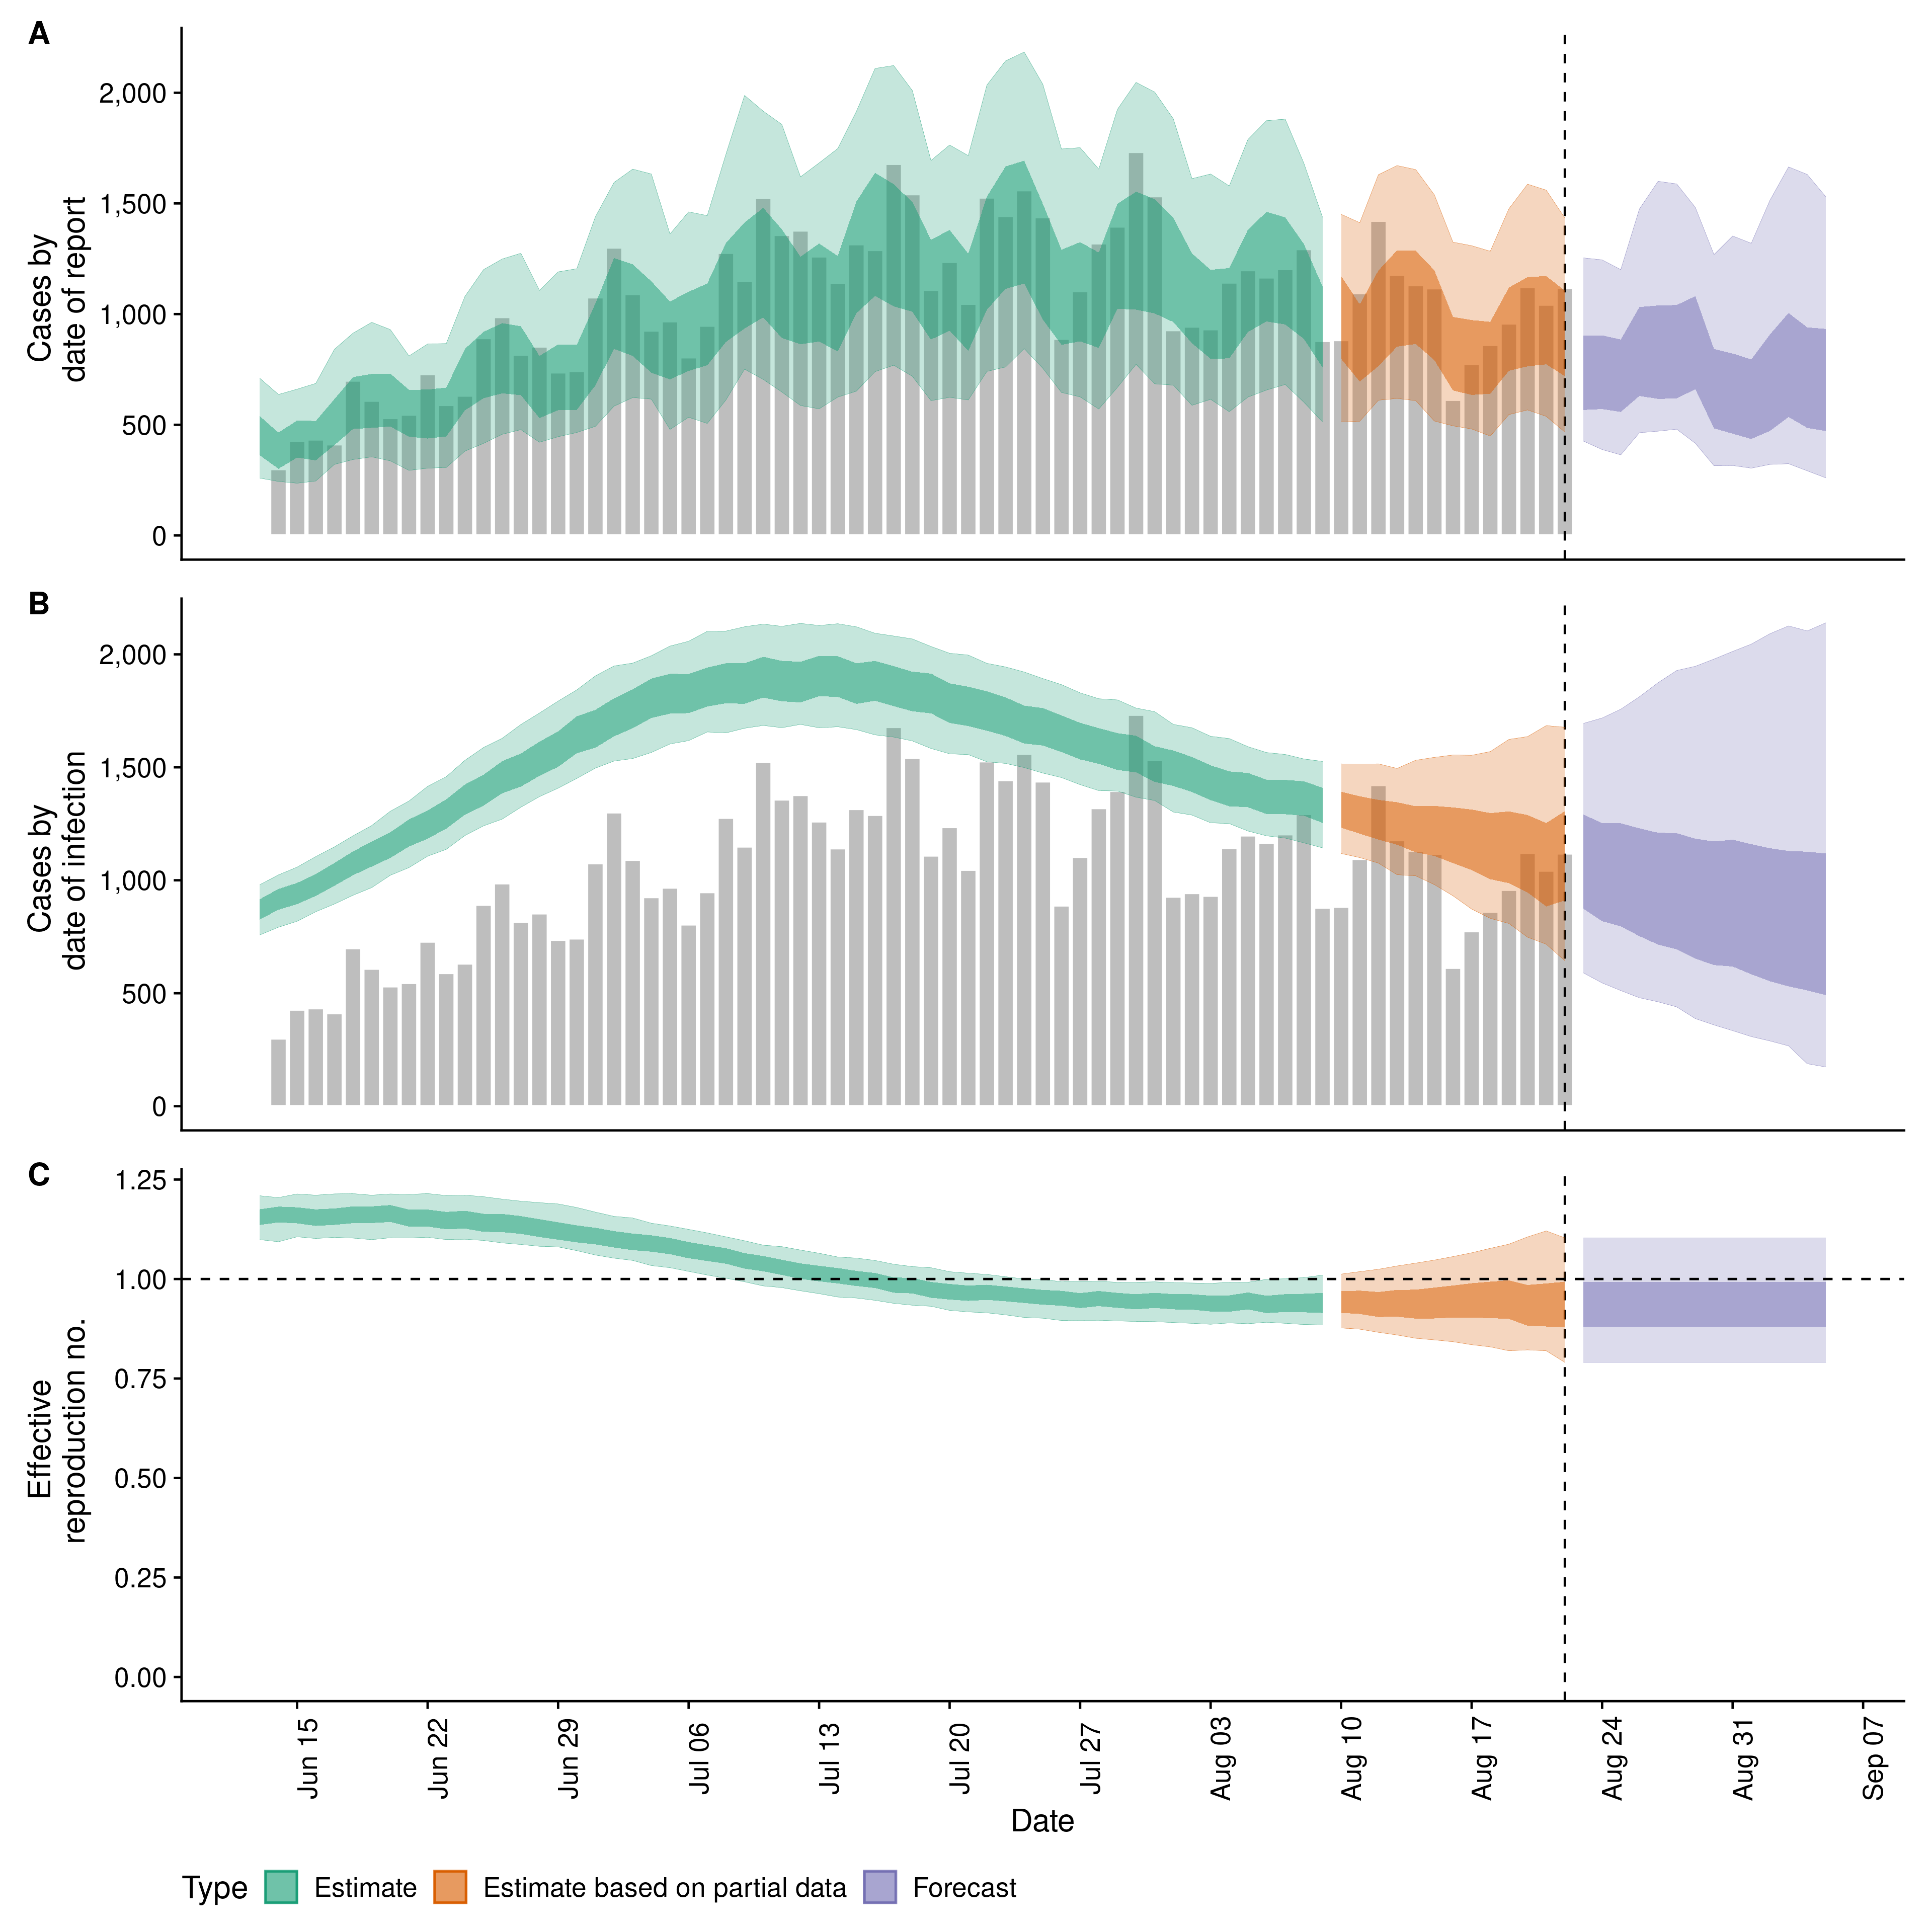 A
Cases by
date of report
2,000
1,500
1,000
500
0
B
Cases by
date of infection
2,000
1,500
1,000
500
0
C
Effective
reproduction no.
1.25
1.00
0.75
0.50
0.25
0.00
Jun 15
Jun 22
Jun 29
Jul 06
Jul 13
Jul 20
Jul 27
Aug 03
Aug 10
Aug 17
Aug 24
Aug 31
Sep 07
Date
Type Estimate Estimate based on partial data Forecast